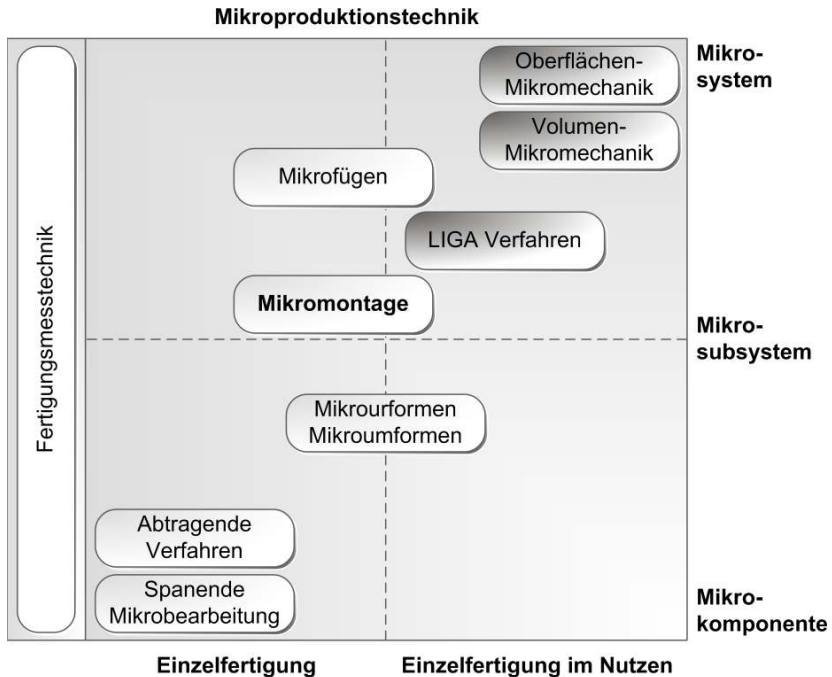 Mikroproduktionstechnik
Fertigungsmesstechnik
Oberflächen-
Mikromechanik
Mikro-
system
Volumen-
Mikromechanik
Mikrofügen
LIGA Verfahren
Mikromontage
Mikro-
subsystem
Mikrourformen
Mikroumformen
Abtragende
Verfahren
Spanende
Mikrobearbeitung
Mikro-
komponente
Einzelfertigung
Einzelfertigung im Nutzen